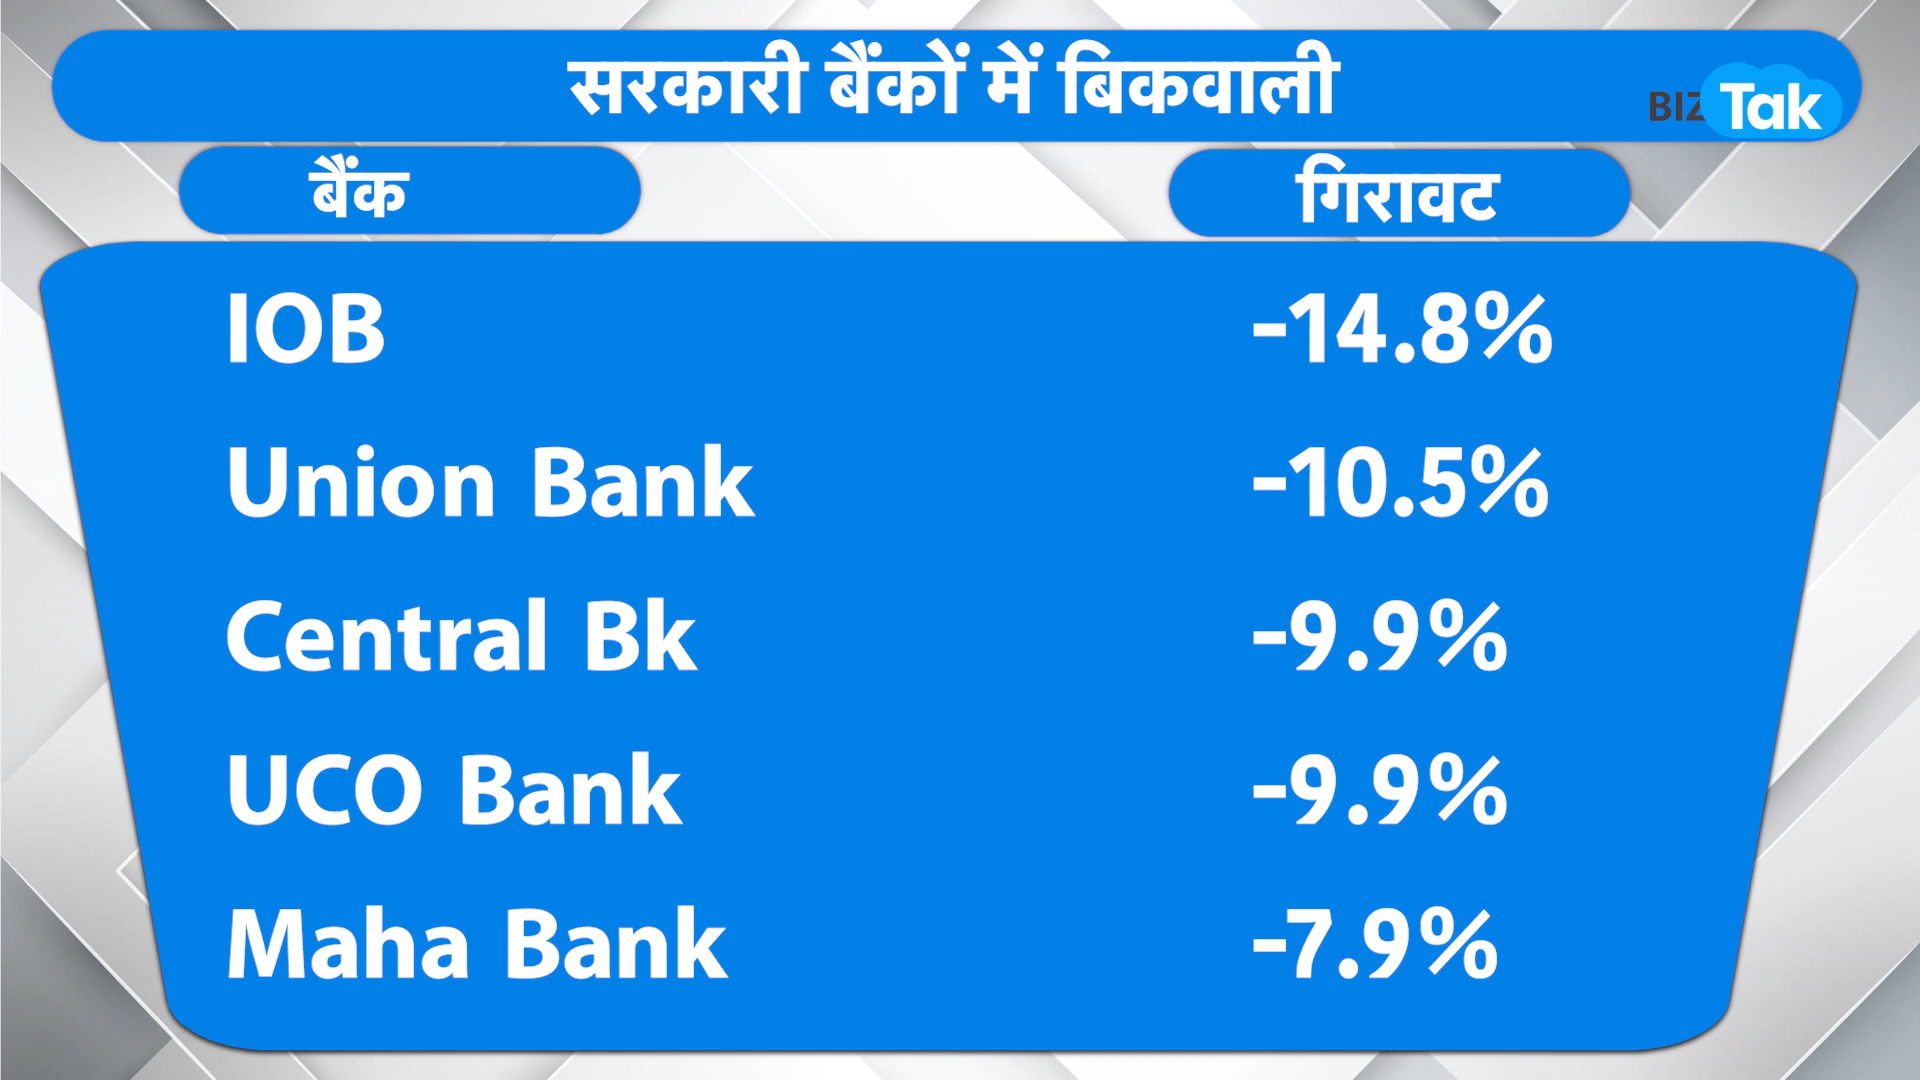 सरकारी बैंकों में बिकवाली
BIZ Tak
बैंक गिरावट
IOB -14.8%
Union Bank -10.5%
Central Bk -9.9%
UCO Bank -9.9%
Maha Bank -7.9%